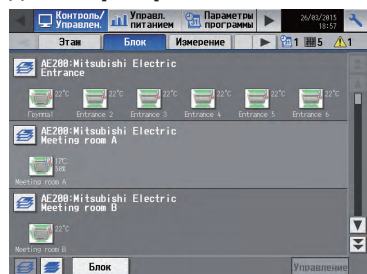 Контроль/ Управлен.
Управл. питанием
Параметры программы
26/03/2015 18:57
Этаж Блок Измерение 1 5 1
AE200:Mitsubishi Electric
Entrance
22°C 22°C 22°C 22°C 22°C 22°C
Группа1 Entrance 2 Entrance 3 Entrance 4 Entrance 5 Entrance 6
AE200:Mitsubishi Electric
Meeting room A
17°C
50%
Meeting room A
AE200:Mitsubishi Electric
Meeting room B
22°C
Meeting room B
Блок Управление